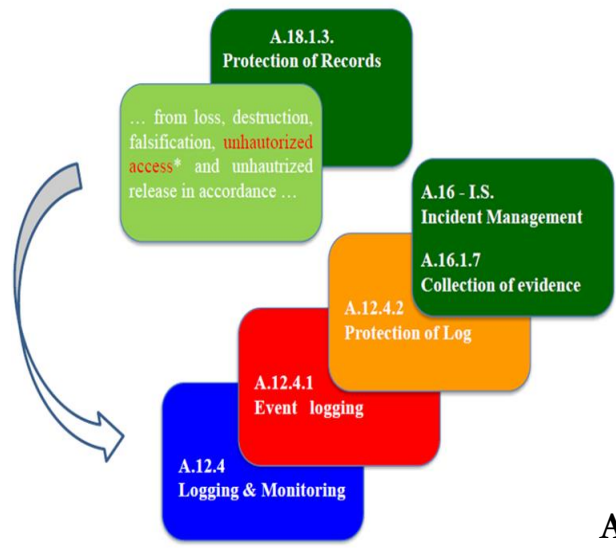 A.18.1.3.
Protection of Records
… from loss, destruction,
falsification, unhautorized
access* and unhautrized
release in accordance …
A.16 - I.S.
Incident Management
A.16.1.7
Collection of evidence
A.12.4.2
Protection of Log
A.12.4.1
Event logging
A.12.4
Logging & Monitoring
A